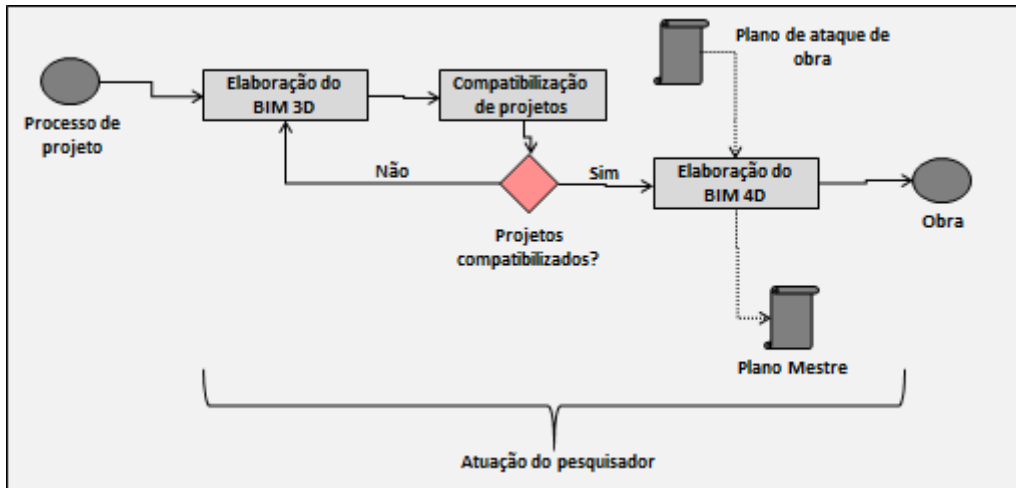 Plano de ataque de
obra
Elaboração do
BIM 3D
Compatibilização
de projetos
Processo de
projeto
Não
Sim
Elaboração do
BIM 4D
Obra
Projetos
compatibilizados?
Plano Mestre
Atuação do pesquisador